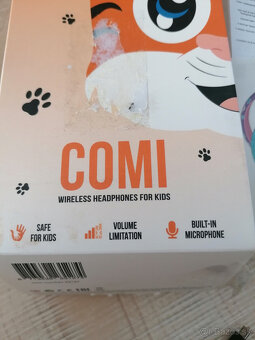 COMI
WIRELESS HEADPHONES FOR KIDS
SAFE
FOR KIDS
VOLUME
LIMITATION
BUILT-IN
MICROPHONE